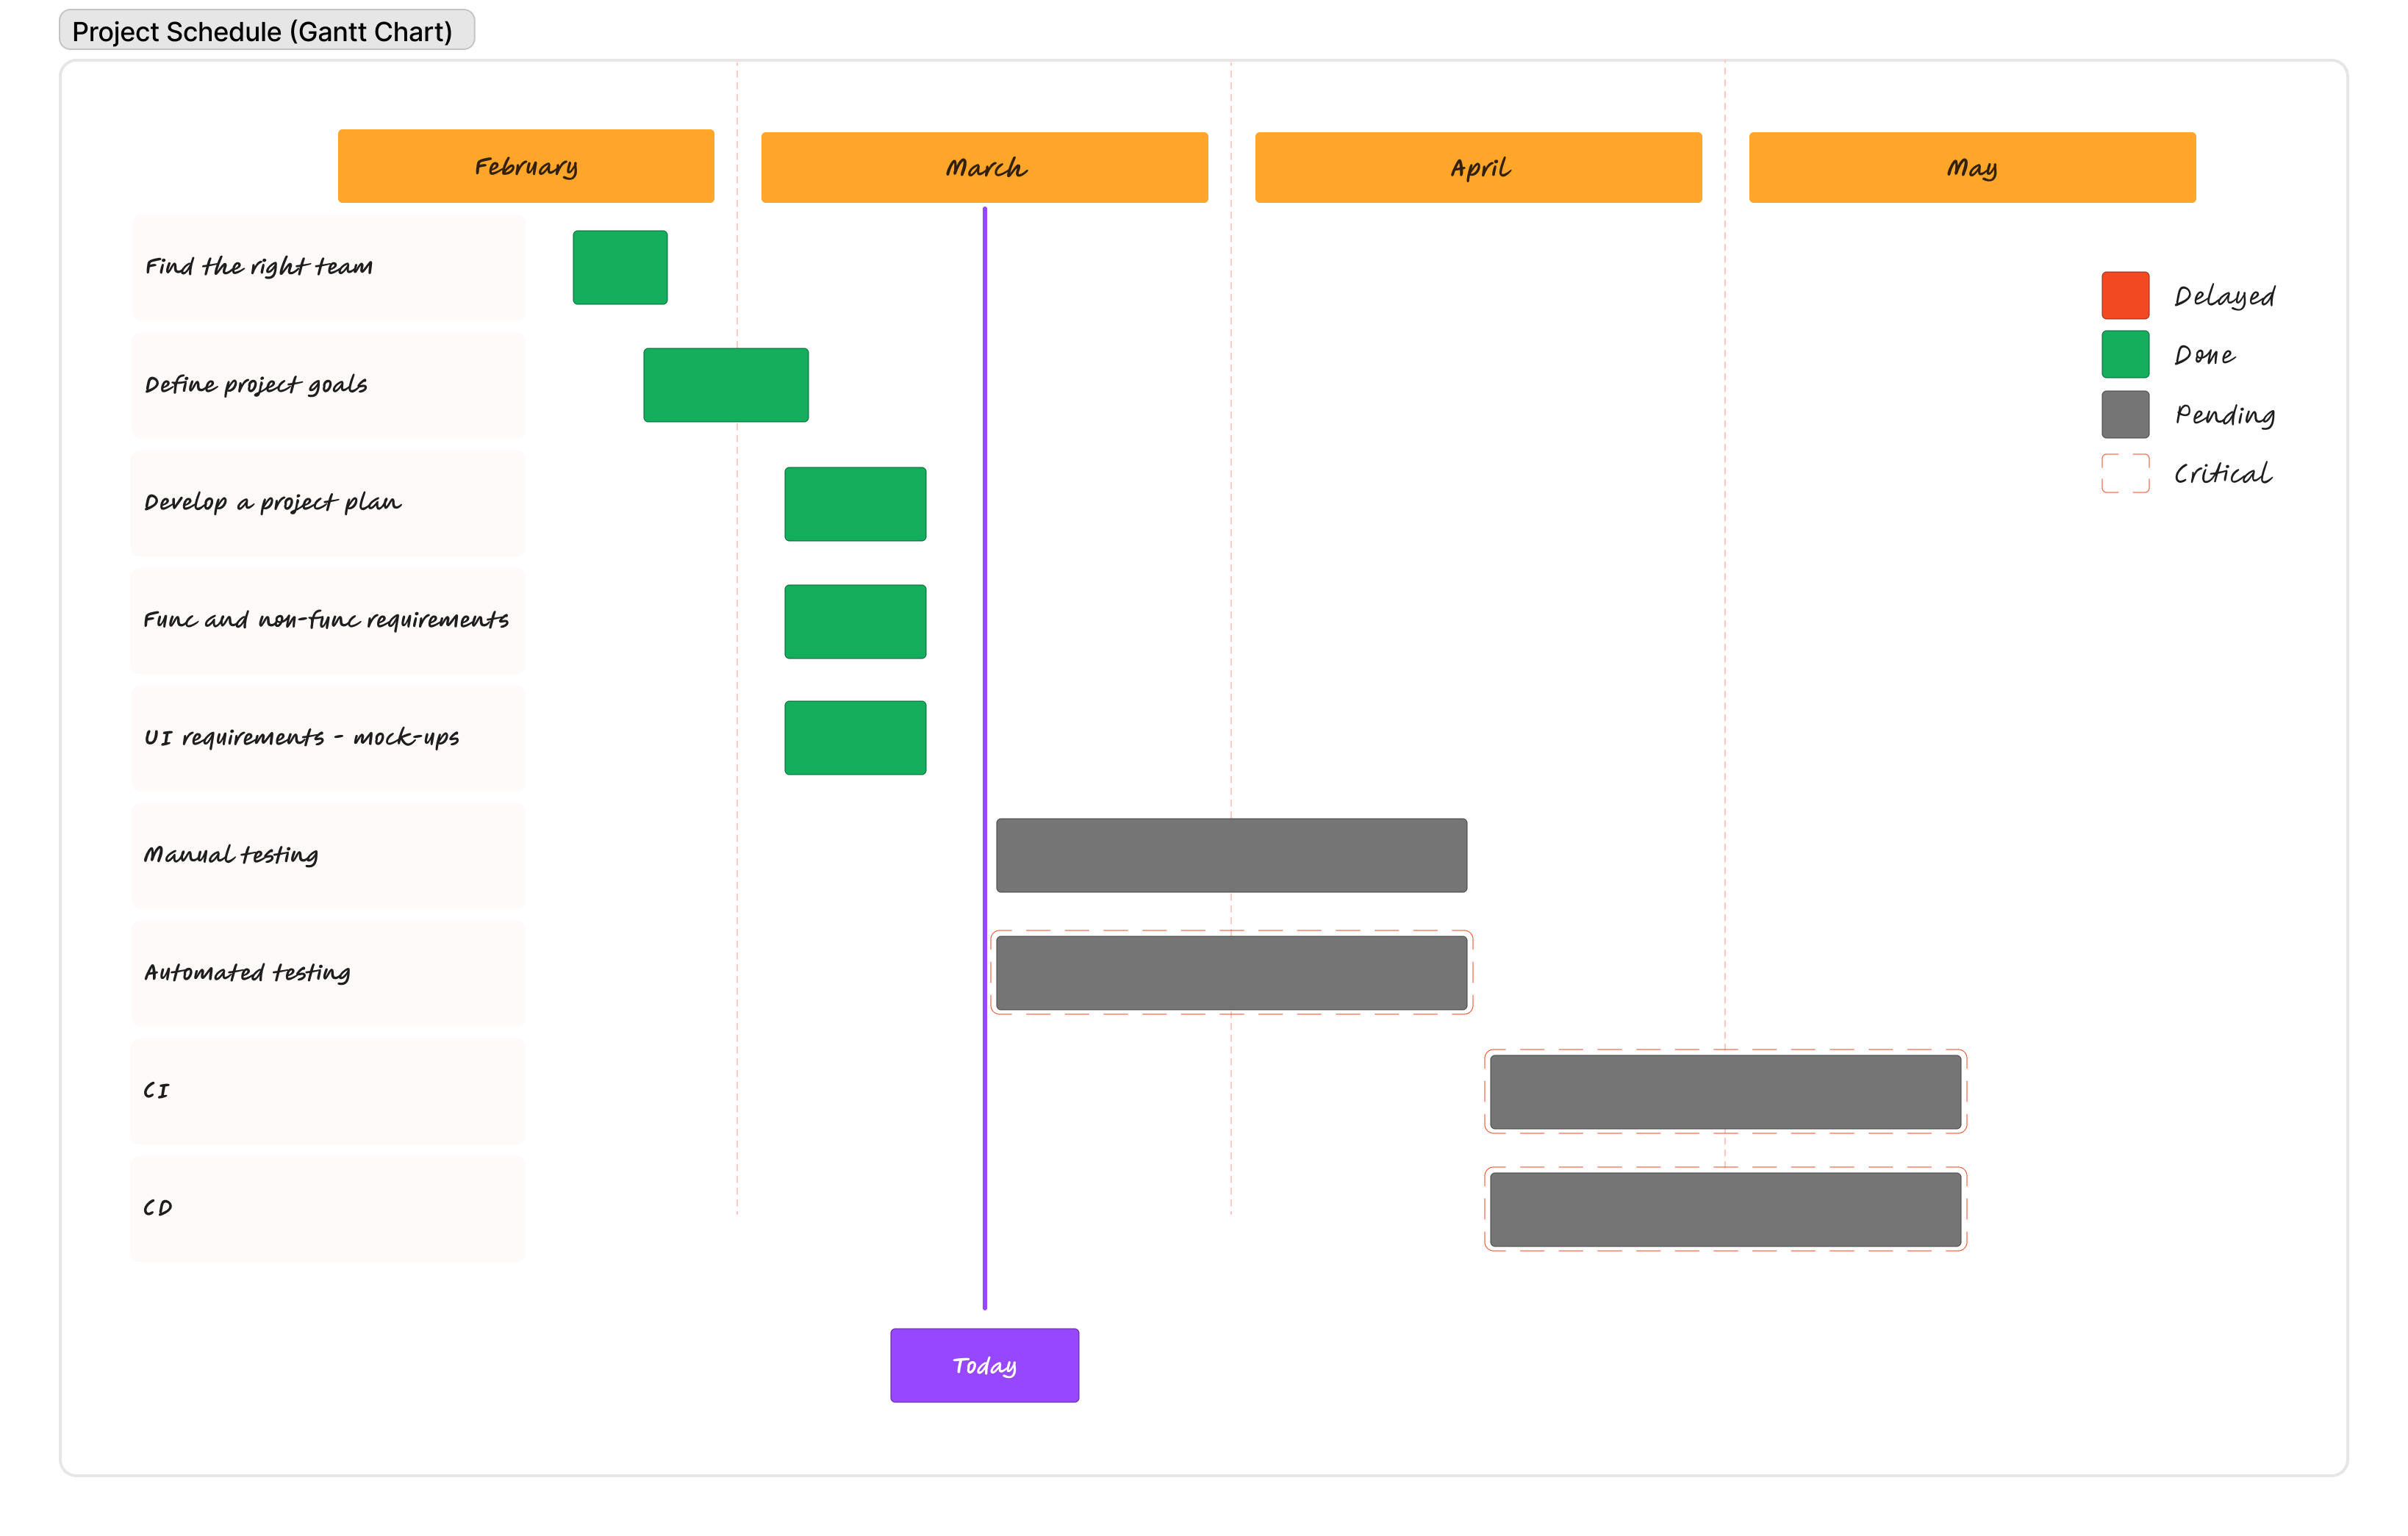 Project Schedule (Gantt Chart)
February
March
April
May
Find the right team
Define project goals
Develop a project plan
Func and non-func requirements
UI requirements - mock-ups
Manual testing
Automated testing
CI
CD
Delayed
Done
Pending
Critical
Today